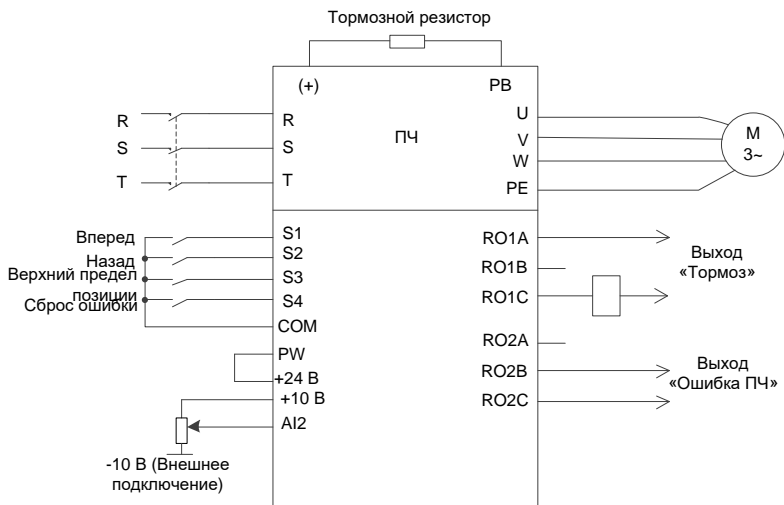 Тормозной резистор
(+)
PB
R
R
U
S
S
ПЧ
V
M
3~
T
T
W
PE
Вперед
S1
RO1A
Назад
S2
Выход
«Тормоз»
Верхний предел
позиции
S3
RO1B
Сброс ошибки
S4
RO1C
COM
RO2A
PW
+24 В
RO2B
Выход
«Ошибка ПЧ»
+10 В
RO2C
AI2
-10 В (Внешнее
подключение)